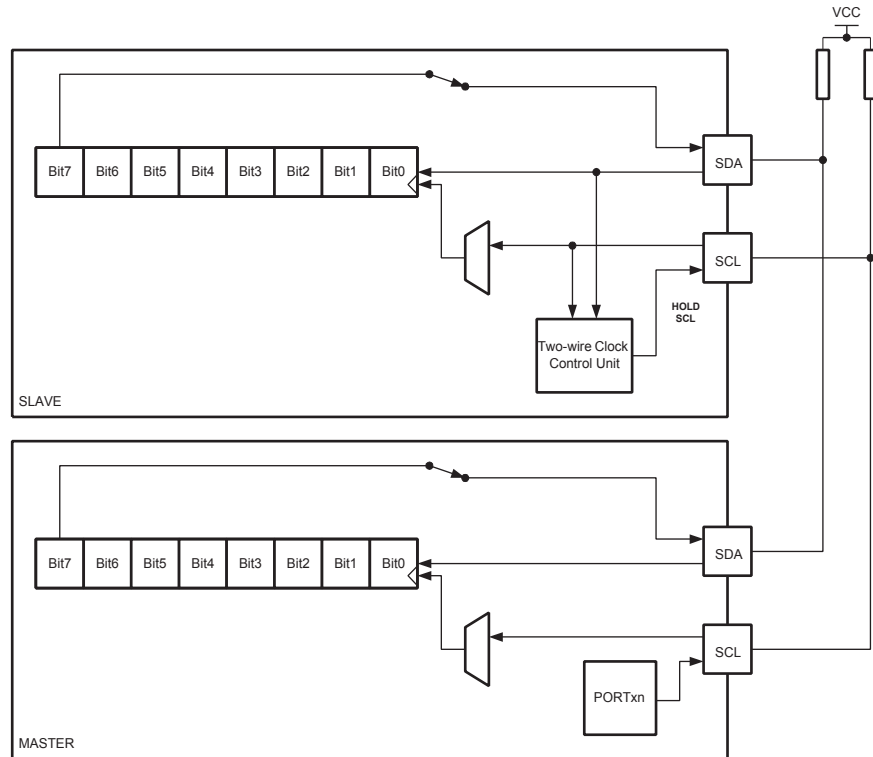 VCC
Bit7 Bit6 Bit5 Bit4 Bit3 Bit2 Bit1 Bit0
SDA
SCL
HOLD
SCL
Two-wire Clock
Control Unit
SLAVE
Bit7 Bit6 Bit5 Bit4 Bit3 Bit2 Bit1 Bit0
SDA
SCL
PORTxn
MASTER